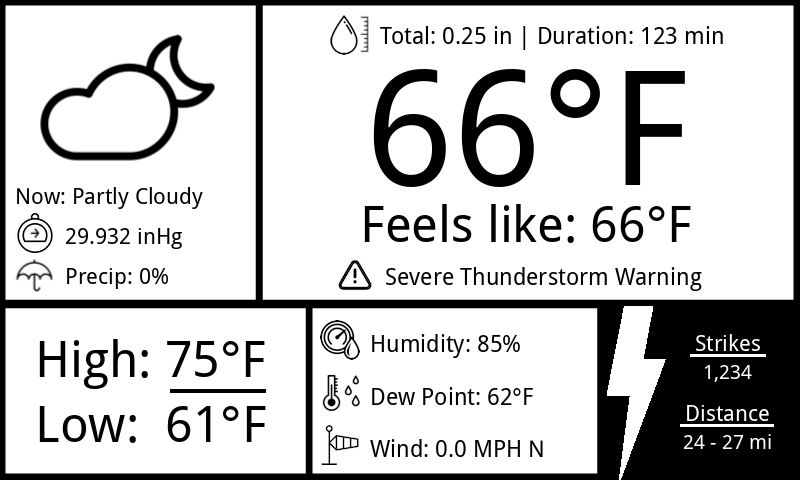 Now: Partly Cloudy
29.932 inHg
Precip: 0%
Total: 0.25 in | Duration: 123 min
66°F
Feels like: 66°F
Severe Thunderstorm Warning
High: 75°F
Low: 61°F
Humidity: 85%
Dew Point: 62°F
Wind: 0.0 MPH N
Strikes
1,234
Distance
24 - 27 mi